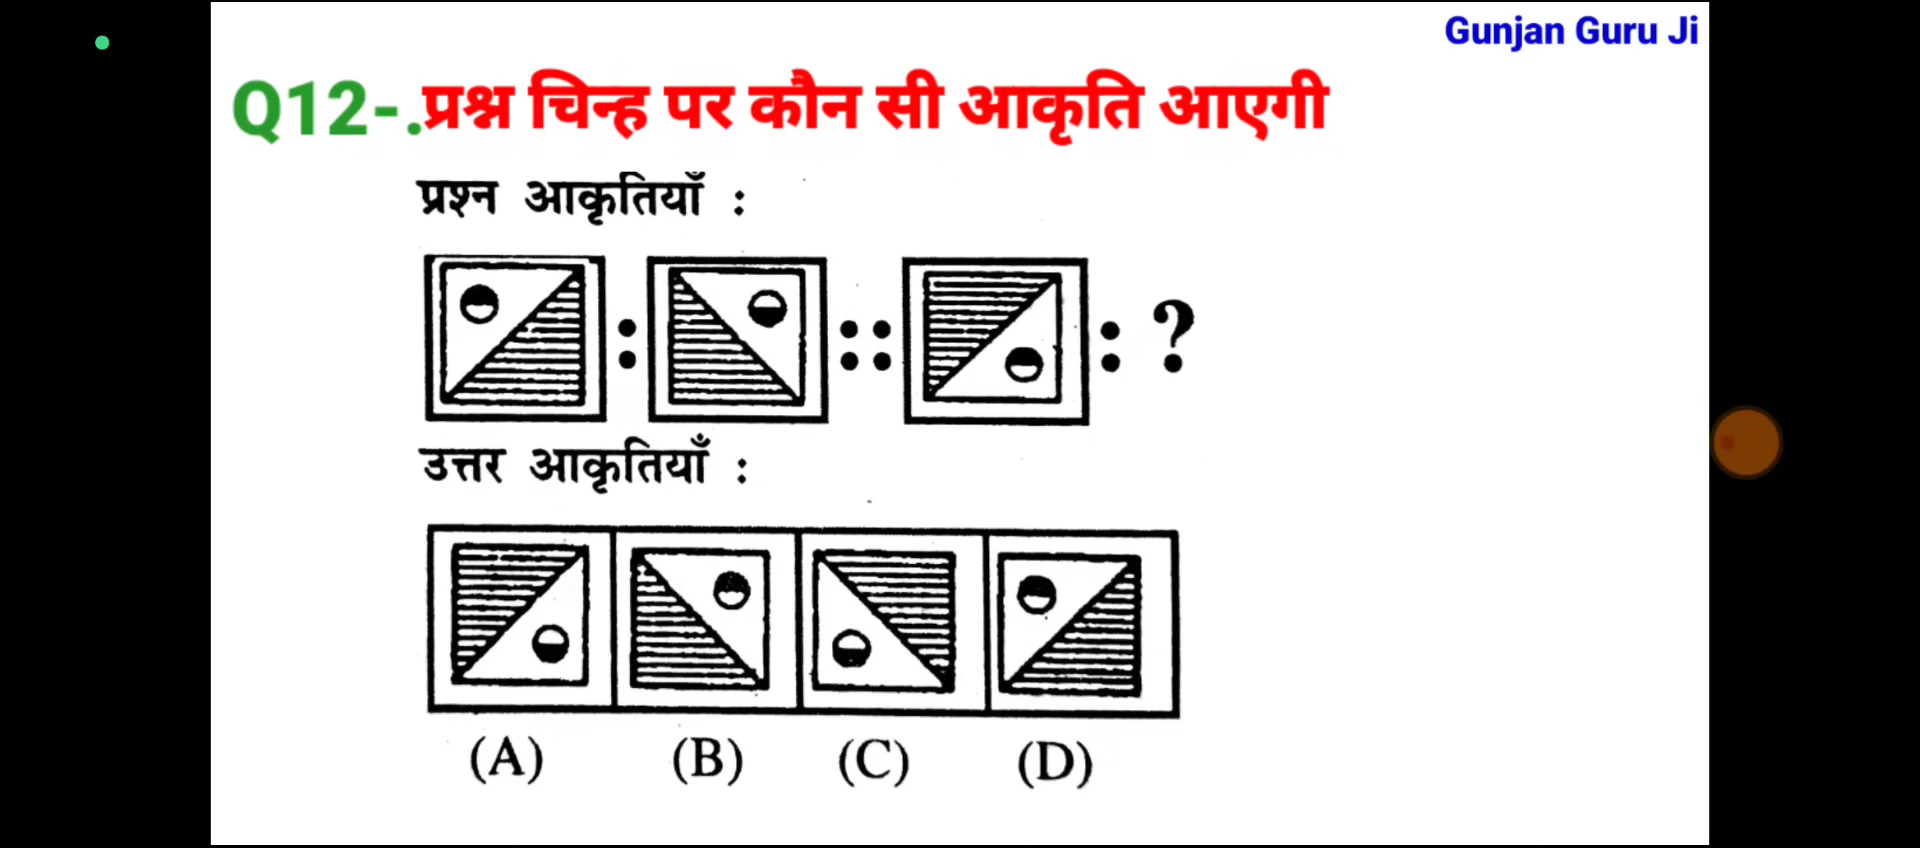 Gunjan Guru Ji
Q12-.प्रश्न चिन्ह पर कौन सी आकृति आएगी
प्रश्न आकृतियाँ :
: :: : ?
उत्तर आकृतियाँ :
(A) (B) (C) (D)